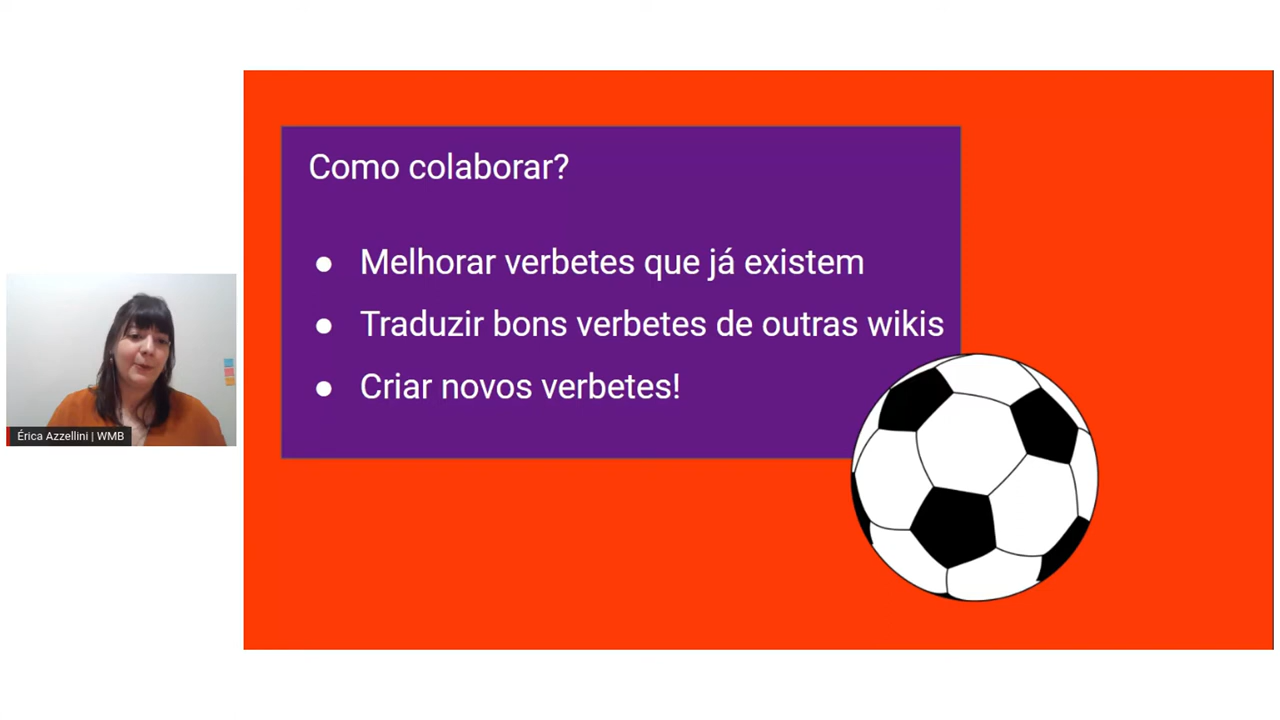 Como colaborar?
● Melhorar verbetes que já existem
● Traduzir bons verbetes de outras wikis
● Criar novos verbetes!
Érica Azzellini | WMB